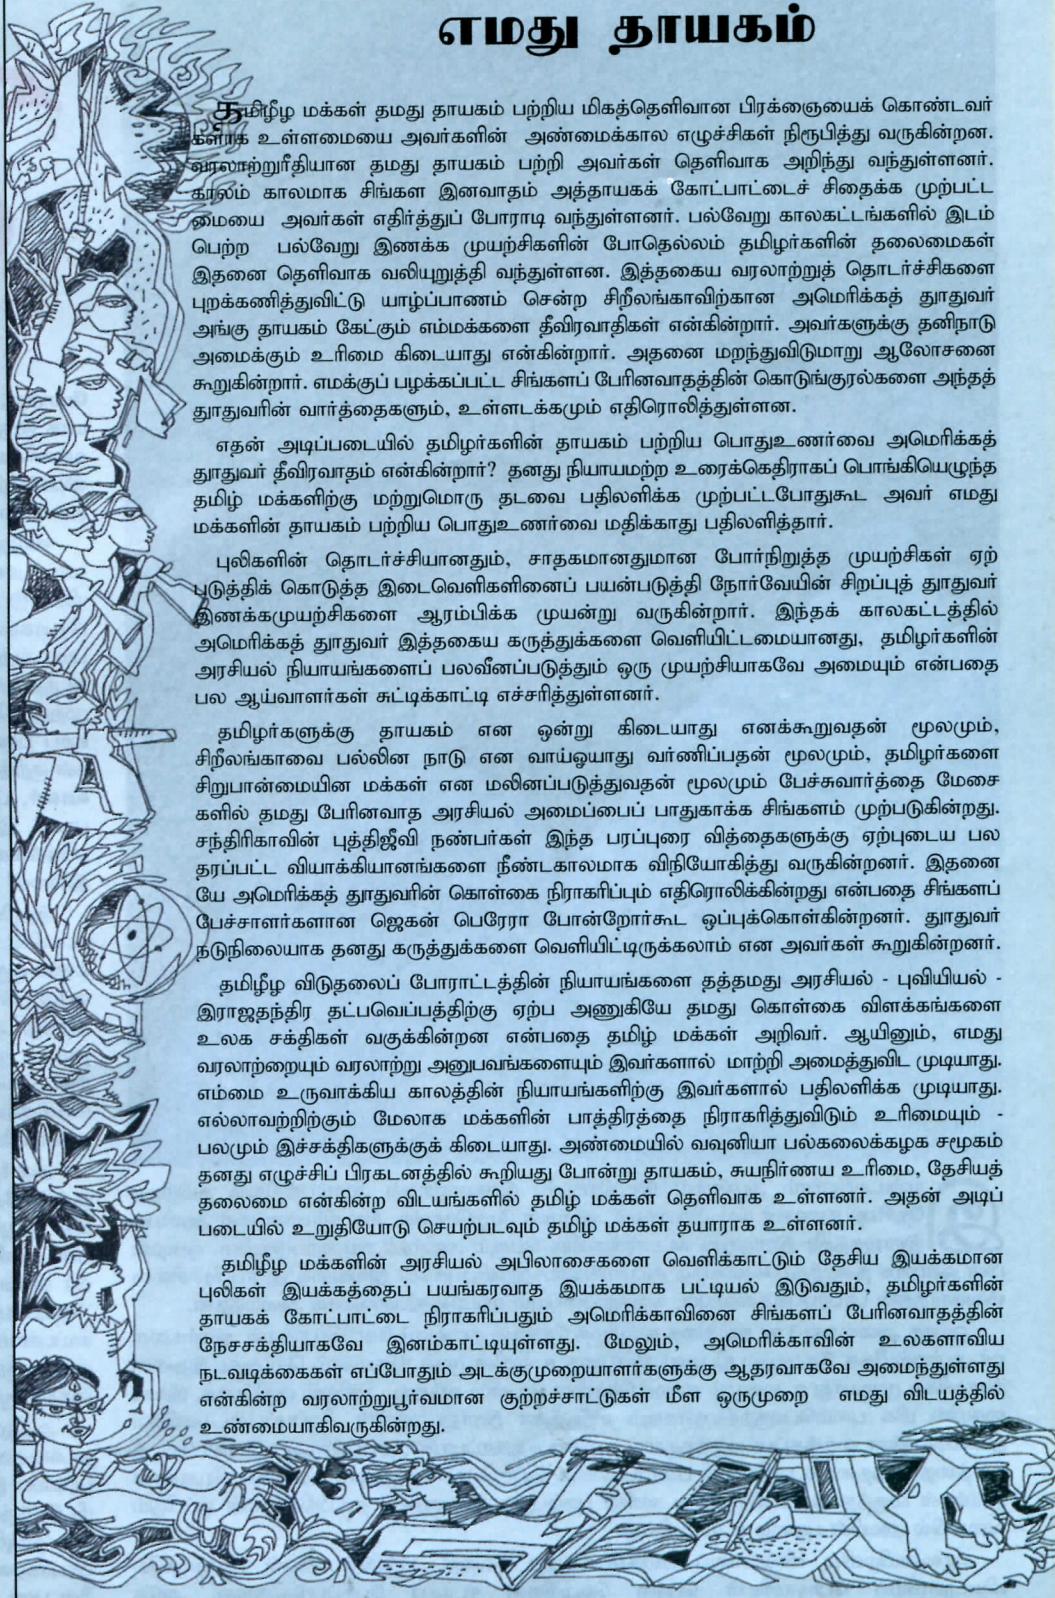 எமது தாயகம்
தமிழீழ மக்கள் தமது தாயகம் பற்றிய மிகத்தெளிவான பிரக்ஞையைக் கொண்டவர்
களாக உள்ளமையை அவர்களின் அண்மைக்கால எழுச்சிகள் நிரூபித்து வருகின்றன.
வரலாற்றுரீதியான தமது தாயகம் பற்றி அவர்கள் தெளிவாக அறிந்து வந்துள்ளனர்.
காலம் காலமாக சிங்கள இனவாதம் அத்தாயகக் கோட்பாட்டைச் சிதைக்க முற்பட்ட
மையை அவர்கள் எதிர்த்துப் போராடி வந்துள்ளனர். பல்வேறு காலகட்டங்களில் இடம்
பெற்ற பல்வேறு இணக்க முயற்சிகளின் போதெல்லம் தமிழர்களின் தலைமைகள்
இதனை தெளிவாக வலியுறுத்தி வந்துள்ளன. இத்தகைய வரலாற்றுத் தொடர்ச்சிகளை
புறக்கணித்துவிட்டு யாழ்ப்பாணம் சென்ற சிறீலங்காவிற்கான அமெரிக்கத் தூதுவர்
அங்கு தாயகம் கேட்கும் எம்மக்களை தீவிரவாதிகள் என்கின்றார். அவர்களுக்கு தனிநாடு
அமைக்கும் உரிமை கிடையாது என்கின்றார். அதனை மறந்துவிடுமாறு ஆலோசனை
கூறுகின்றார். எமக்குப் பழக்கப்பட்ட சிங்களப் பேரினவாதத்தின் கொடுங்குரல்களை அந்தத்
தூதுவரின் வார்த்தைகளும், உள்ளடக்கமும் எதிரொலித்துள்ளன.
எதன் அடிப்படையில் தமிழர்களின் தாயகம் பற்றிய பொதுஉணர்வை அமெரிக்கத்
தூதுவர் தீவிரவாதம் என்கின்றார்? தனது நியாயமற்ற உரைக்கெதிராகப் பொங்கியெழுந்த
தமிழ் மக்களிற்கு மற்றுமொரு தடவை பதிலளிக்க முற்பட்டபோதுகூட அவர் எமது
மக்களின் தாயகம் பற்றிய பொதுஉணர்வை மதிக்காது பதிலளித்தார்.
புலிகளின் தொடர்ச்சியானதும், சாதகமானதுமான போர்நிறுத்த முயற்சிகள் ஏற்
படுத்திக் கொடுத்த இடைவெளிகளினைப் பயன்படுத்தி நோர்வேயின் சிறப்புத் தூதுவர்
இணக்கமுயற்சிகளை ஆரம்பிக்க முயன்று வருகின்றார். இந்தக் காலகட்டத்தில்
அமெரிக்கத் தூதுவர் இத்தகைய கருத்துக்களை வெளியிட்டமையானது, தமிழர்களின்
அரசியல் நியாயங்களைப் பலவீனப்படுத்தும் ஒரு முயற்சியாகவே அமையும் என்பதை
பல ஆய்வாளர்கள் சுட்டிக்காட்டி எச்சரித்துள்ளனர்.
தமிழர்களுக்கு தாயகம் என ஒன்று கிடையாது எனக்கூறுவதன் மூலமும்,
சிறீலங்காவை பல்லின நாடு என வாய்ஓயாது வர்ணிப்பதன் மூலமும், தமிழர்களை
சிறுபான்மையின மக்கள் என மலினப்படுத்துவதன் மூலமும் பேச்சுவார்த்தை மேசை
களில் தமது பேரினவாத அரசியல் அமைப்பைப் பாதுகாக்க சிங்களம் முற்படுகின்றது.
சந்திரிகாவின் புத்திஜீவி நண்பர்கள் இந்த பரப்புரை வித்தைகளுக்கு ஏற்புடைய பல
தரப்பட்ட வியாக்கியானங்களை நீண்டகாலமாக விநியோகித்து வருகின்றனர். இதனை
யே அமெரிக்கத் தூதுவரின் கொள்கை நிராகரிப்பும் எதிரொலிக்கின்றது என்பதை சிங்களப்
பேச்சாளர்களான ஜெகன் பெரேரா போன்றோர்கூட ஒப்புக்கொள்கின்றனர். தூதுவர்
நடுநிலையாக தனது கருத்துக்களை வெளியிட்டிருக்கலாம் என அவர்கள் கூறுகின்றனர்.
தமிழீழ விடுதலைப் போராட்டத்தின் நியாயங்களை தத்தமது அரசியல் - புவியியல் -
இராஜதந்திர தட்பவெப்பத்திற்கு ஏற்ப அணுகியே தமது கொள்கை விளக்கங்களை
உலக சக்திகள் வகுக்கின்றன என்பதை தமிழ் மக்கள் அறிவர். ஆயினும், எமது
வரலாற்றையும் வரலாற்று அனுபவங்களையும் இவர்களால் மாற்றி அமைத்துவிட முடியாது.
எம்மை உருவாக்கிய காலத்தின் நியாயங்களிற்கு இவர்களால் பதிலளிக்க முடியாது.
எல்லாவற்றிற்கும் மேலாக மக்களின் பாத்திரத்தை நிராகரித்துவிடும் உரிமையும் -
பலமும் இச்சக்திகளுக்குக் கிடையாது. அண்மையில் வவுனியா பல்கலைக்கழக சமூகம்
தனது எழுச்சிப் பிரகடனத்தில் கூறியது போன்று தாயகம், சுயநிர்ணய உரிமை, தேசியத்
தலைமை என்கின்ற விடயங்களில் தமிழ் மக்கள் தெளிவாக உள்ளனர். அதன் அடிப்
படையில் உறுதியோடு செயற்படவும் தமிழ் மக்கள் தயாராக உள்ளனர்.
தமிழீழ மக்களின் அரசியல் அபிலாசைகளை வெளிக்காட்டும் தேசிய இயக்கமான
புலிகள் இயக்கத்தைப் பயங்கரவாத இயக்கமாக பட்டியல் இடுவதும், தமிழர்களின்
தாயகக் கோட்பாட்டை நிராகரிப்பதும் அமெரிக்காவினை சிங்களப் பேரினவாதத்தின்
நேசசக்தியாகவே இனம்காட்டியுள்ளது. மேலும், அமெரிக்காவின் உலகளாவிய
நடவடிக்கைகள் எப்போதும் அடக்குமுறையாளர்களுக்கு ஆதரவாகவே அமைந்துள்ளது
என்கின்ற வரலாற்றுபூர்வமான குற்றச்சாட்டுகள் மீள ஒருமுறை எமது விடயத்தில்
உண்மையாகிவருகின்றது.